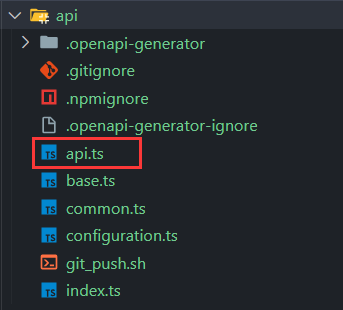 api
.openapi-generator
.gitignore
.npmignore
.openapi-generator-ignore
TS api.ts
TS base.ts
TS common.ts
TS configuration.ts
git_push.sh
TS index.ts